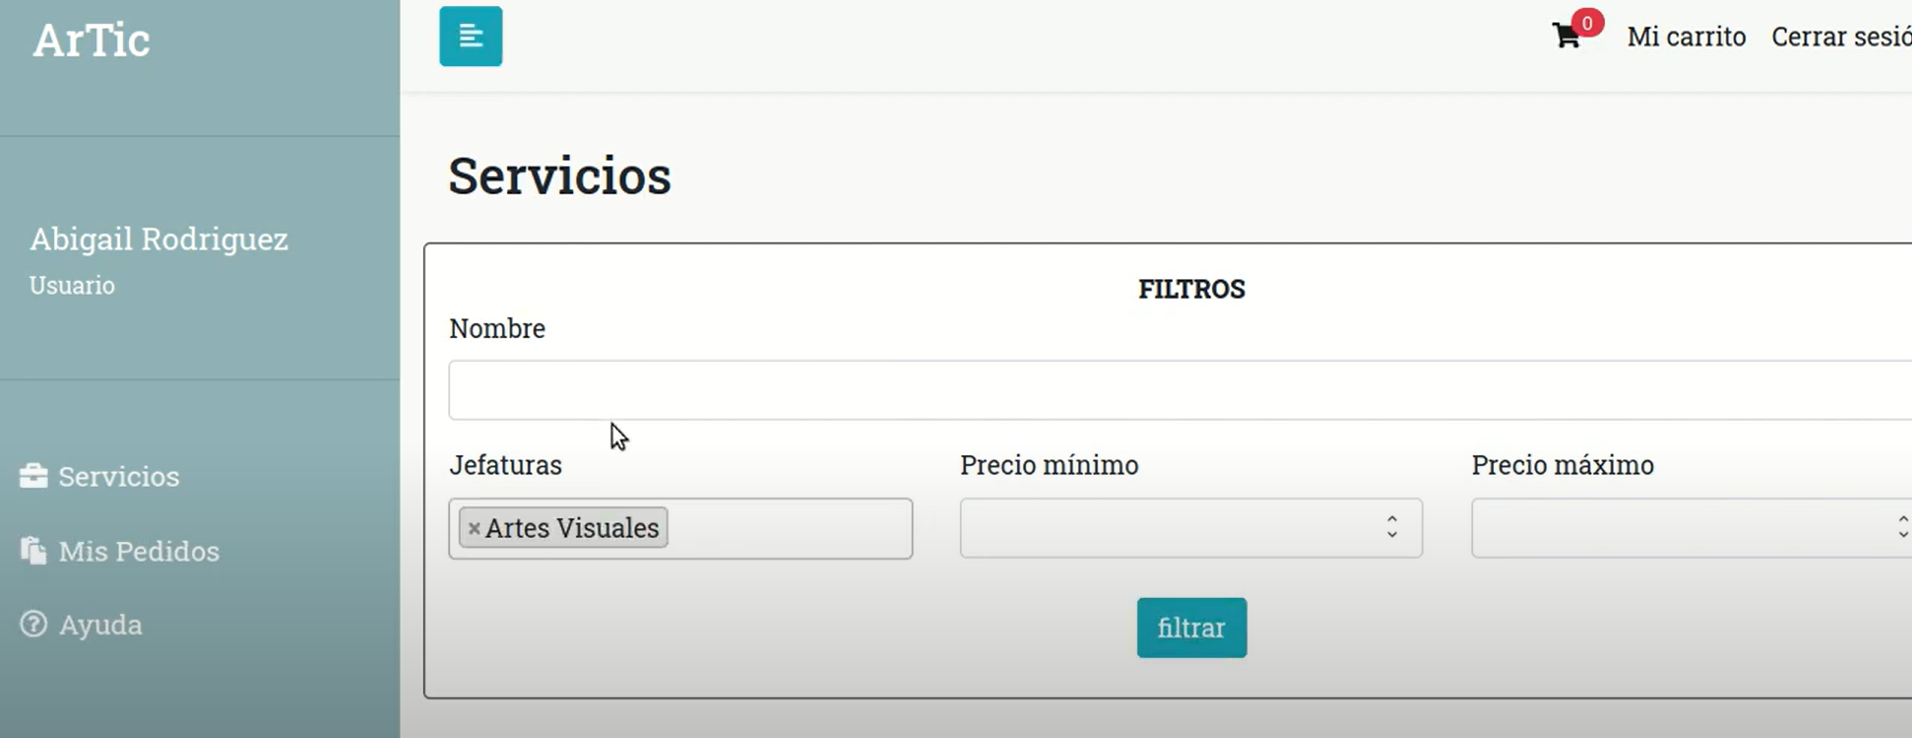 ArTic
0
Mi carrito
Cerrar sesió
Abigail Rodriguez
Usuario
Servicios
Mis Pedidos
Ayuda
Servicios
FILTROS
Nombre
Jefaturas
Precio mínimo
Precio máximo
×Artes Visuales
filtrar